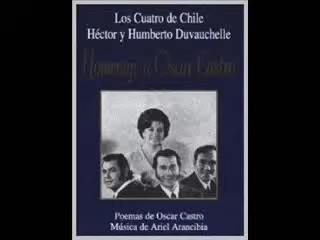 Los Cuatro de Chile
Héctor y Humberto Duvauchelle
Homenaje a Oscar Castro
Poemas de Oscar Castro
Música de Ariel Arancibia